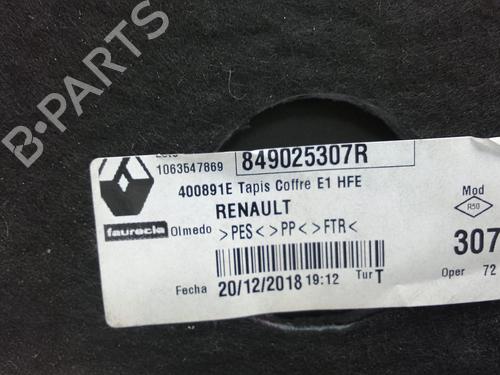 B-PARTS
1063547869
849025307R
400891E Tapis Coffre E1 HFE
Mod
R50
RENAULT
faurecia Olmedo >PES< >PP< >FTR<
307
Fecha 20/12/2018 19:12 Tur T
Oper 72